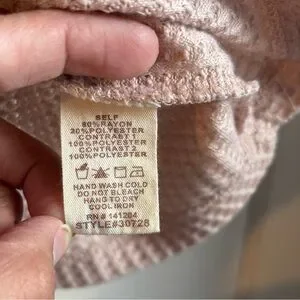 SELF
80%RAYON
20%POLYESTER
CONTRAST 1
100%POLYESTER
CONTRAST 2
100%POLYESTER
HAND WASH COLD
DO NOT BLEACH
HANG TO DRY
COOL IRON
RN# 141204
STYLE#30728